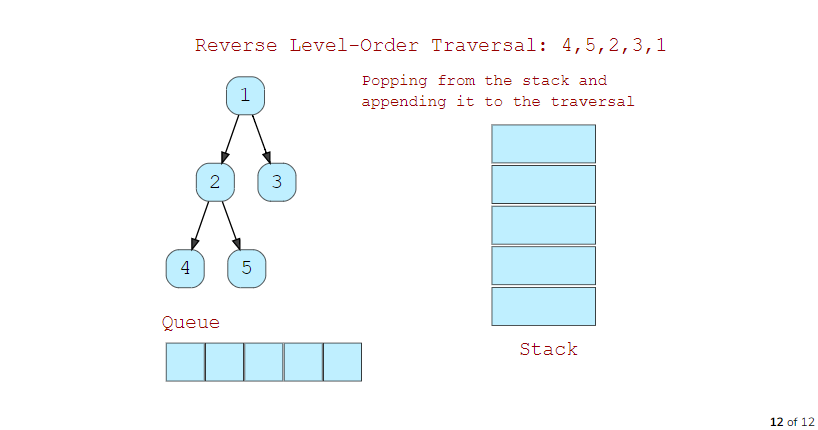 Reverse Level-Order Traversal: 4,5,2,3,1
Popping from the stack and
appending it to the traversal
1
2
3
4
5
Queue
Stack
12 of 12